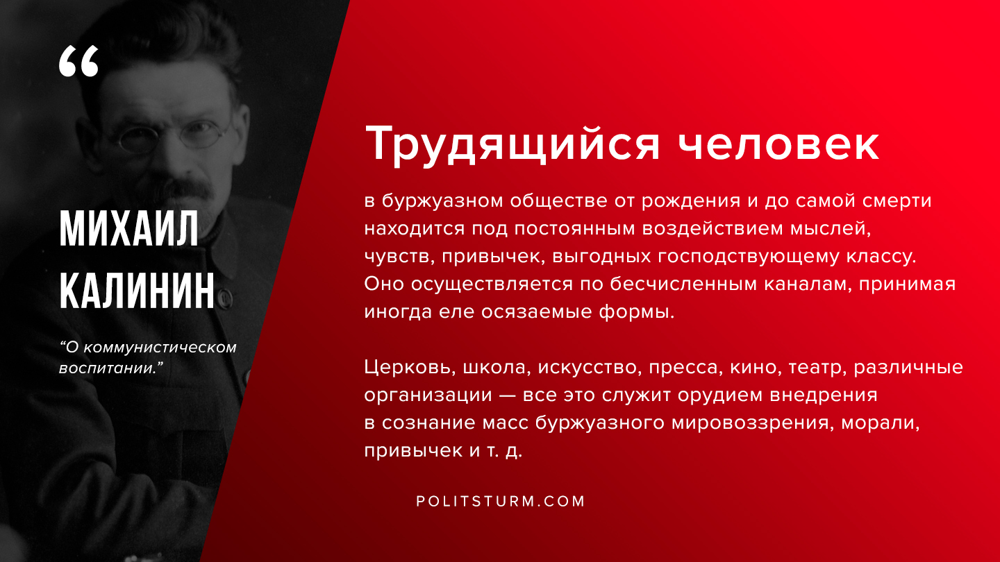 “
МИХАИЛ
КАЛИНИН
“О коммунистическом
воспитании.”
Трудящийся человек
в буржуазном обществе от рождения и до самой смерти
находится под постоянным воздействием мыслей,
чувств, привычек, выгодных господствующему классу.
Оно осуществляется по бесчисленным каналам, принимая
иногда еле осязаемые формы.
Церковь, школа, искусство, пресса, кино, театр, различные
организации — все это служит орудием внедрения
в сознание масс буржуазного мировоззрения, морали,
привычек и т. д.
POLITSTURM.COM